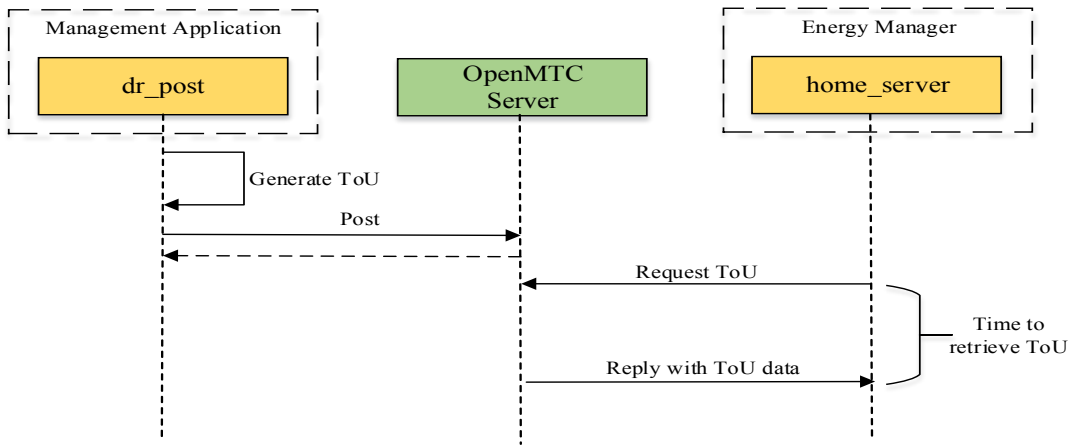 Management Application
Energy Manager
dr_post
OpenMTC
Server
home_server
Generate ToU
Post
Request ToU
Time to
retrieve ToU
Reply with ToU data